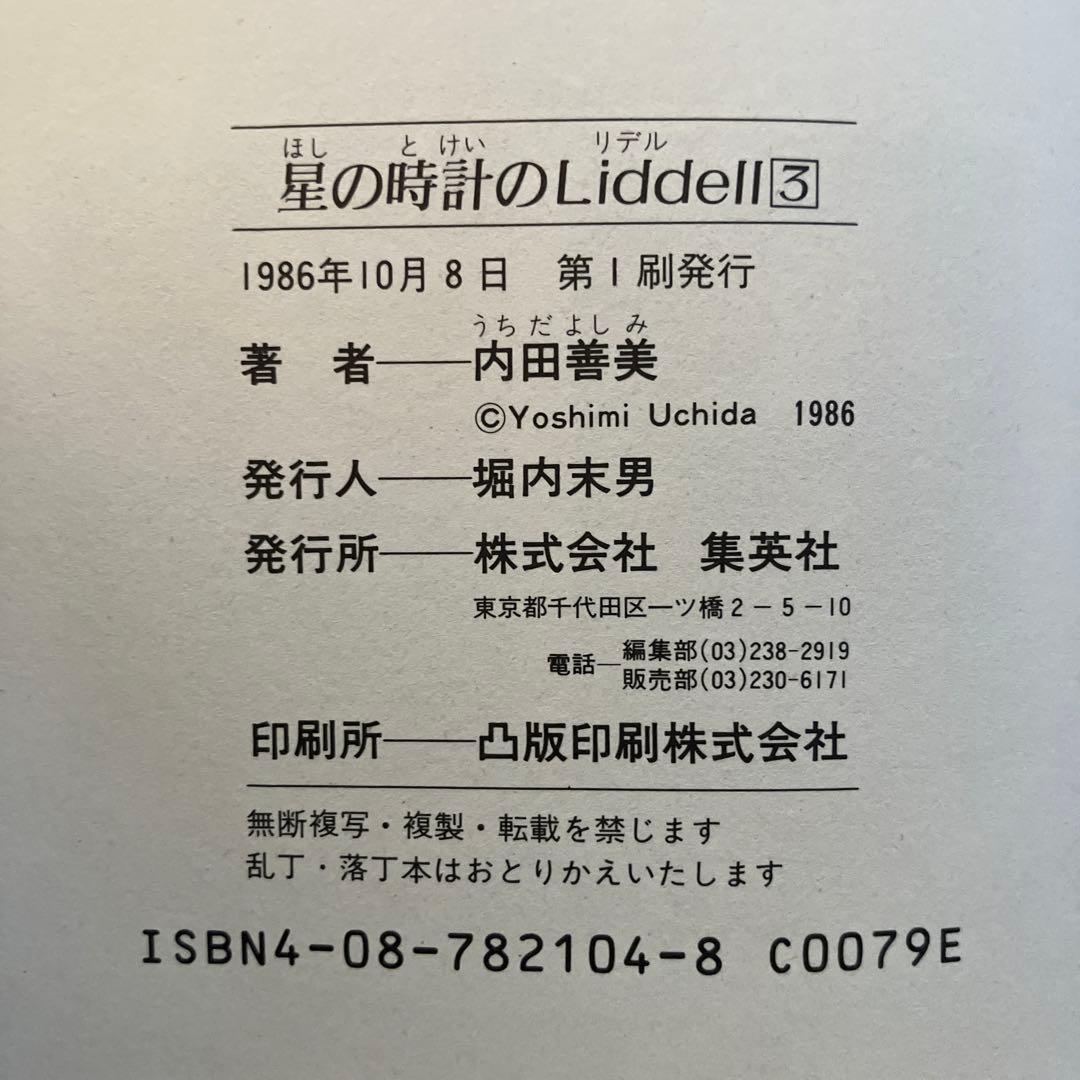 ほし とけい リデル
星の時計のLiddell3
1986年10月8日 第1刷発行
うちだよしみ
著 者――内田善美
©Yoshimi Uchida 1986
発行人――堀内末男
発行所――株式会社 集英社
東京都千代田区一ツ橋2-5-10
電話―編集部(03)238-2919
販売部(03)230-6171
印刷所――凸版印刷株式会社
無断複写・複製・転載を禁じます
乱丁・落丁本はおとりかえいたします
ISBN4-08-782104-8 C0079E